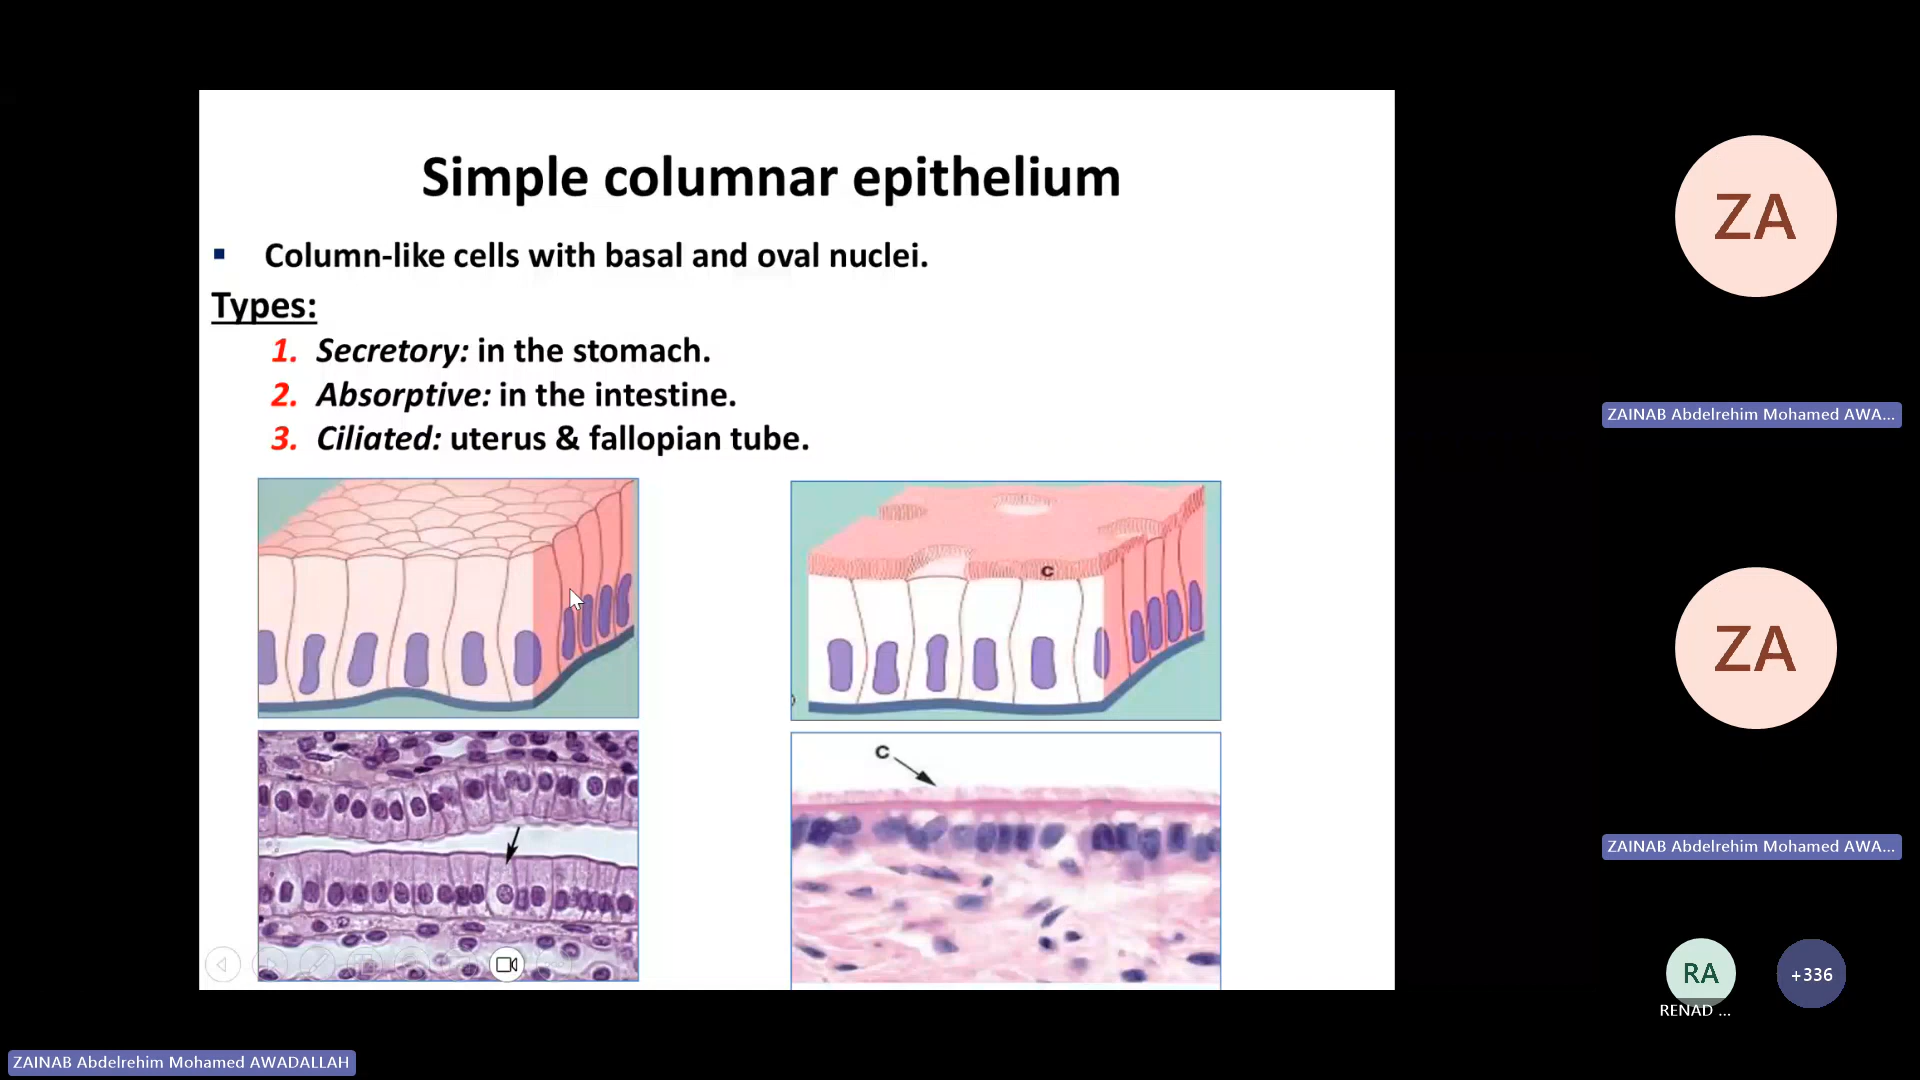 Simple columnar epithelium
▪ Column-like cells with basal and oval nuclei.
Types:
1. Secretory: in the stomach.
2. Absorptive: in the intestine.
3. Ciliated: uterus & fallopian tube.
C
C
ZA
ZAINAB Abdelrehim Mohamed AWA...
ZA
ZAINAB Abdelrehim Mohamed AWA...
RA
+336
RENAD ...
ZAINAB Abdelrehim Mohamed AWADALLAH